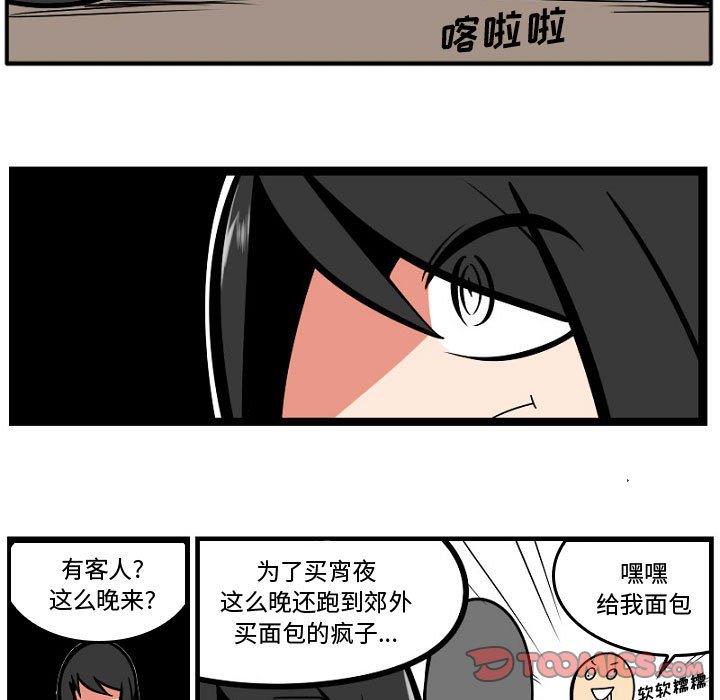 喀啦啦
有客人?
这么晚来?
为了买宵夜
这么晚还跑到郊外
买面包的疯子...
嘿嘿
给我面包
TOOMICS.COM
软软糯糯